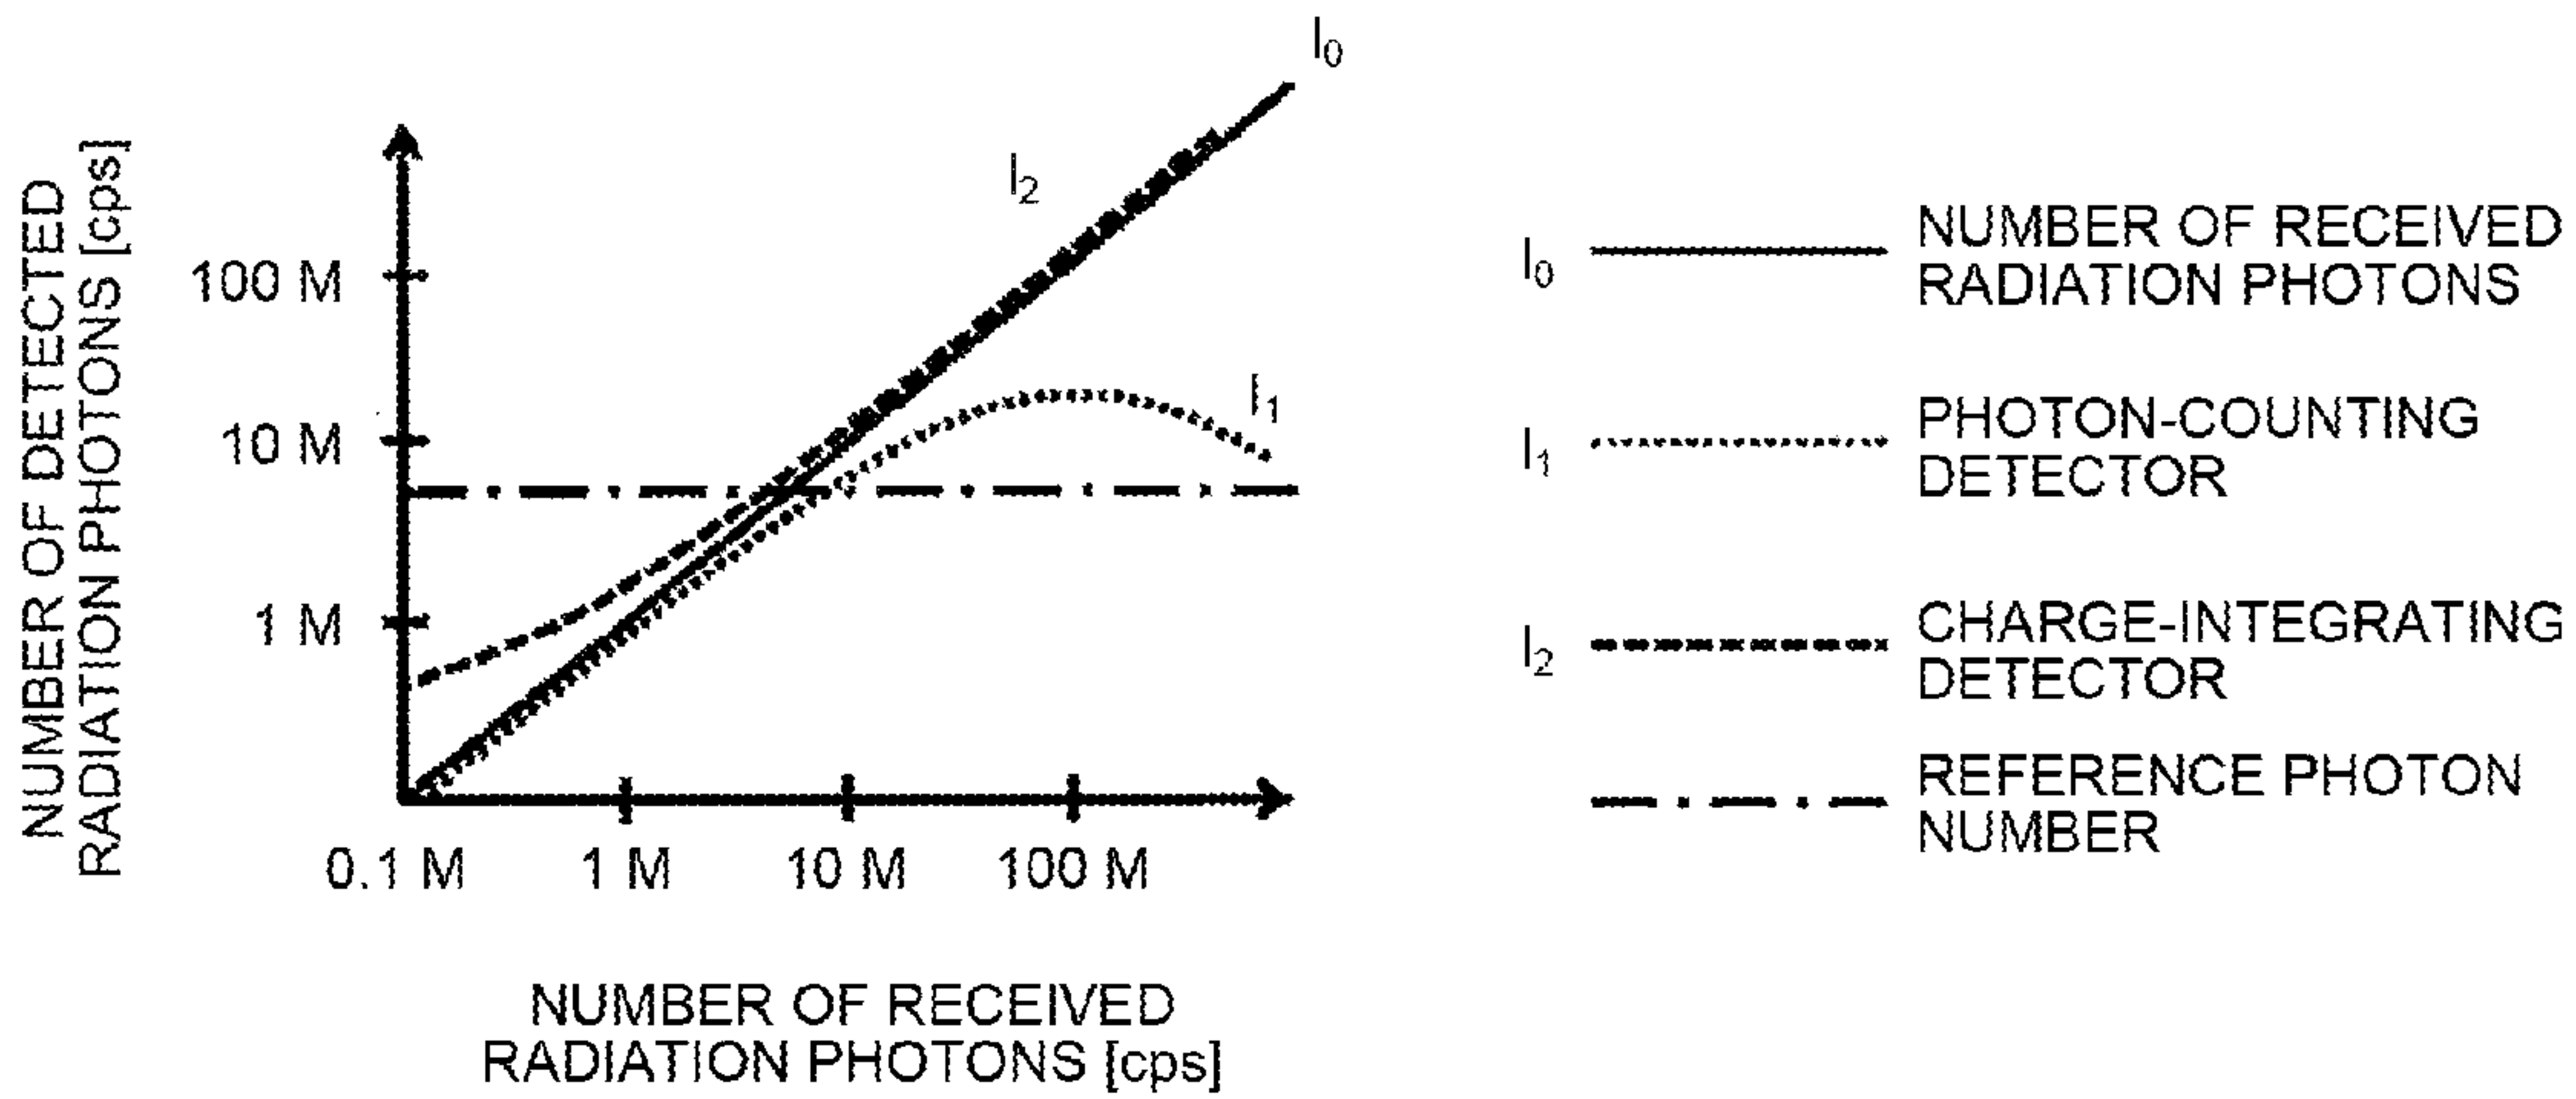 NUMBER OF DETECTED
RADIATION PHOTONS [cps]
100 M
10 M
1 M
0.1 M
1 M
10 M
100 M
NUMBER OF RECEIVED
RADIATION PHOTONS [cps]
I0
I2
I1
I0
NUMBER OF RECEIVED
RADIATION PHOTONS
I1
PHOTON-COUNTING
DETECTOR
I2
CHARGE-INTEGRATING
DETECTOR
REFERENCE PHOTON
NUMBER